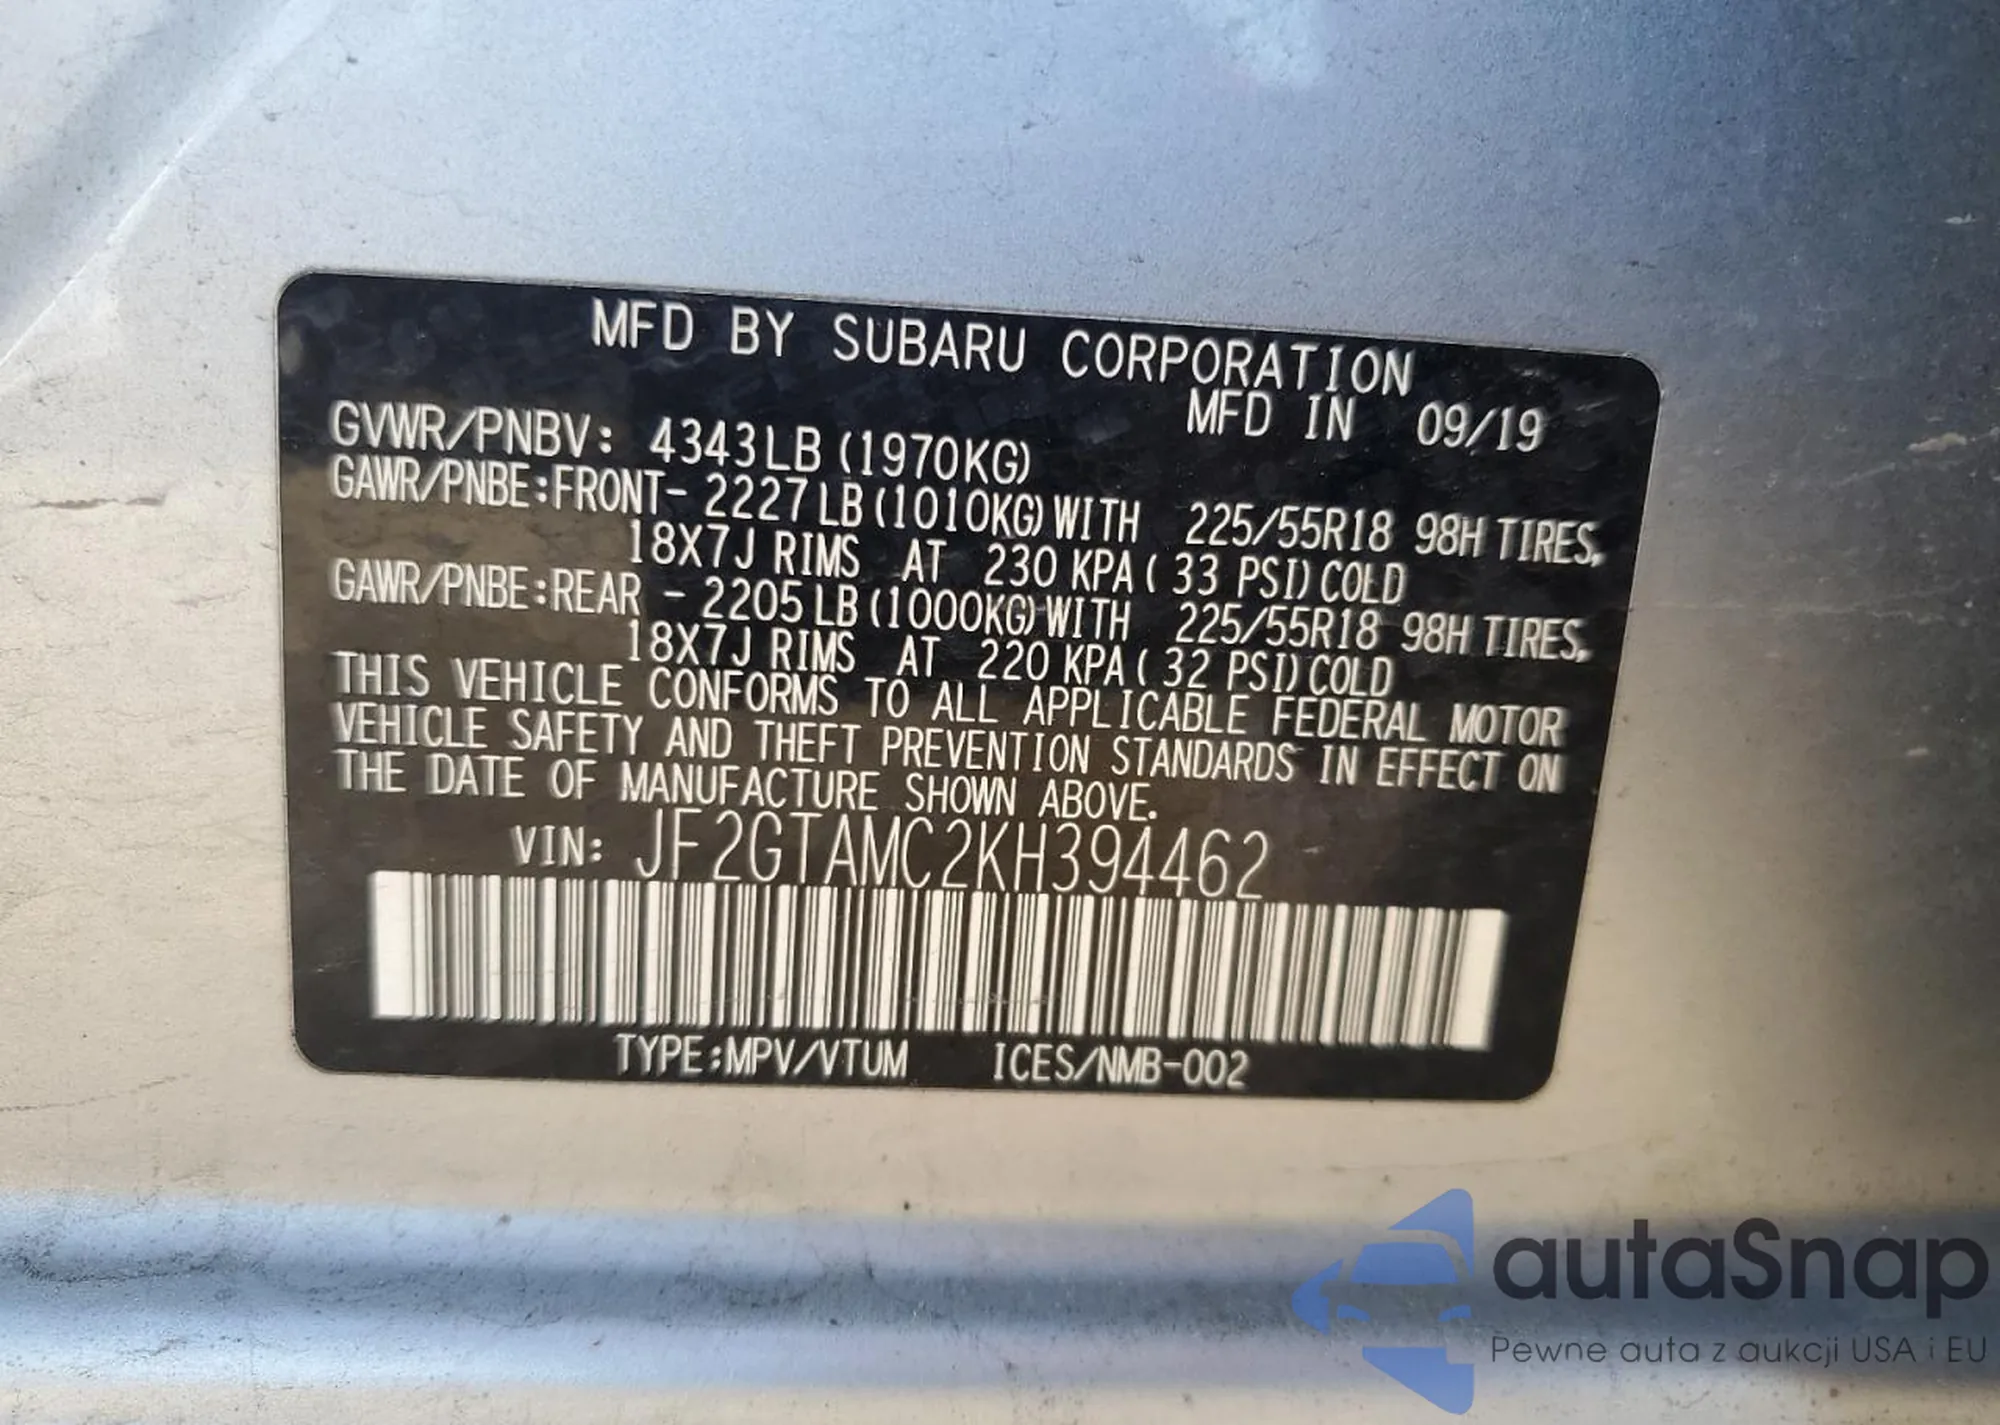 MFD BY SUBARU CORPORATION
MFD IN 09/19
GVWR/PNBV: 4343LB (1970KG)
GAWR/PNBE:FRONT- 2227LB(1010KG)WITH 225/55R18 98H TIRES,
18X7J RIMS AT 230 KPA( 33 PSI)COLD
GAWR/PNBE:REAR - 2205LB(1000KG)WITH 225/55R18 98H TIRES,
18X7J RIMS AT 220 KPA( 32 PSI)COLD
THIS VEHICLE CONFORMS TO ALL APPLICABLE FEDERAL MOTOR
VEHICLE SAFETY AND THEFT PREVENTION STANDARDS IN EFFECT ON
THE DATE OF MANUFACTURE SHOWN ABOVE.
VIN: JF2GTAMC2KH394462
TYPE:MPV/VTUM ICES/NMB-002
autaSnap
Pewne auta z aukcji USA i EU